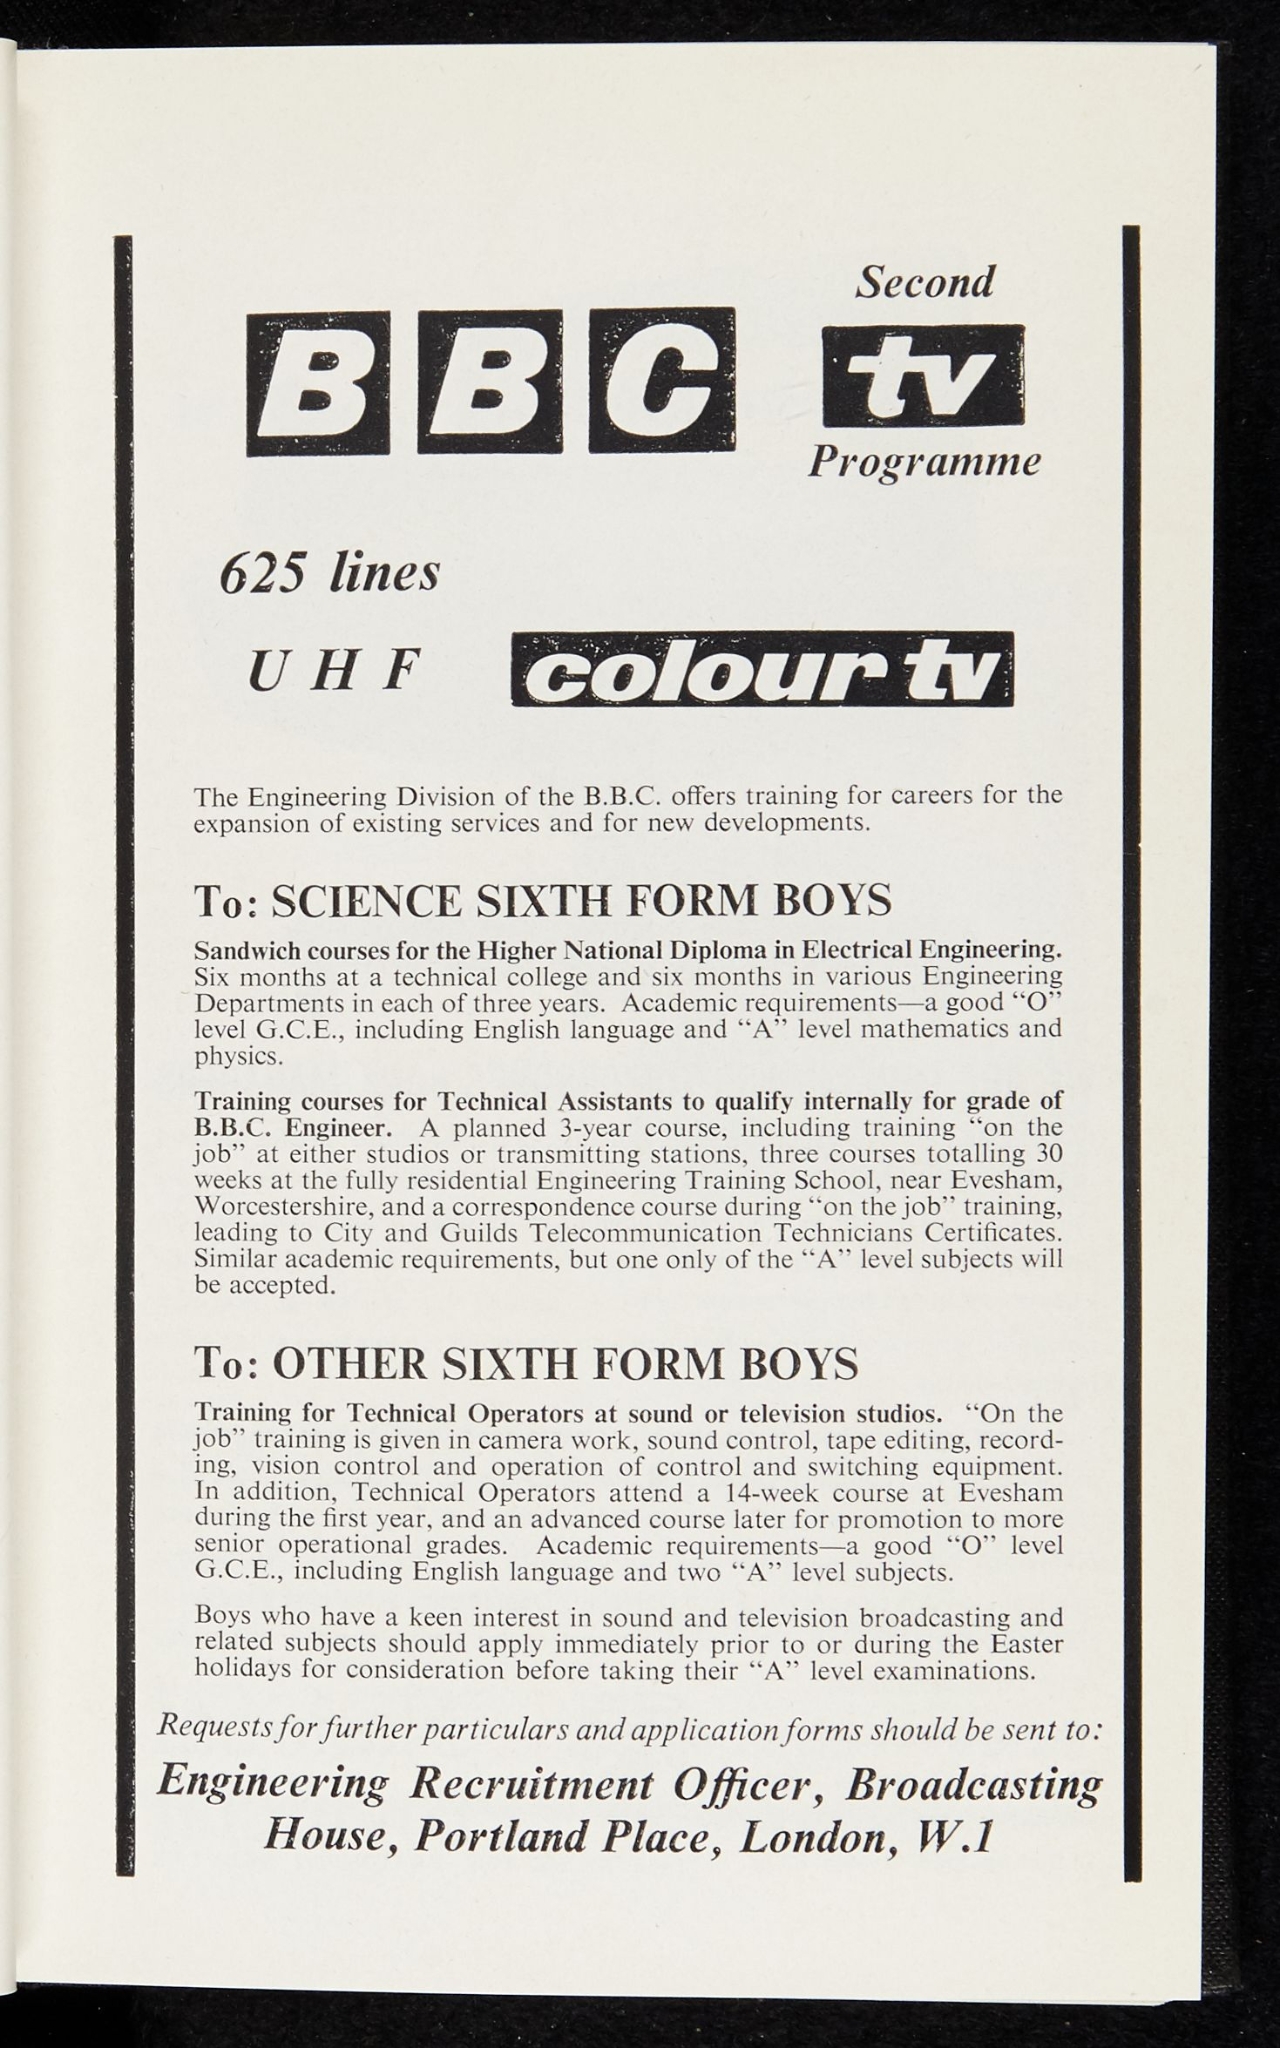 Second
BBC tv
Programme
625 lines
UHF colour tv
The Engineering Division of the B.B.C. offers training for careers for the
expansion of existing services and for new developments.
To: SCIENCE SIXTH FORM BOYS
Sandwich courses for the Higher National Diploma in Electrical Engineering.
Six months at a technical college and six months in various Engineering
Departments in each of three years. Academic requirements—a good “O”
level G.C.E., including English language and “A” level mathematics and
physics.
Training courses for Technical Assistants to qualify internally for grade of
B.B.C. Engineer. A planned 3-year course, including training “on the
job” at either studios or transmitting stations, three courses totalling 30
weeks at the fully residential Engineering Training School, near Evesham,
Worcestershire, and a correspondence course during “on the job” training,
leading to City and Guilds Telecommunication Technicians Certificates.
Similar academic requirements, but one only of the “A” level subjects will
be accepted.
To: OTHER SIXTH FORM BOYS
Training for Technical Operators at sound or television studios. “On the
job” training is given in camera work, sound control, tape editing, record-
ing, vision control and operation of control and switching equipment.
In addition, Technical Operators attend a 14-week course at Evesham
during the first year, and an advanced course later for promotion to more
senior operational grades. Academic requirements—a good “O” level
G.C.E., including English language and two “A” level subjects.
Boys who have a keen interest in sound and television broadcasting and
related subjects should apply immediately prior to or during the Easter
holidays for consideration before taking their “A” level examinations.
Requests for further particulars and application forms should be sent to:
Engineering Recruitment Officer, Broadcasting
House, Portland Place, London, W.1